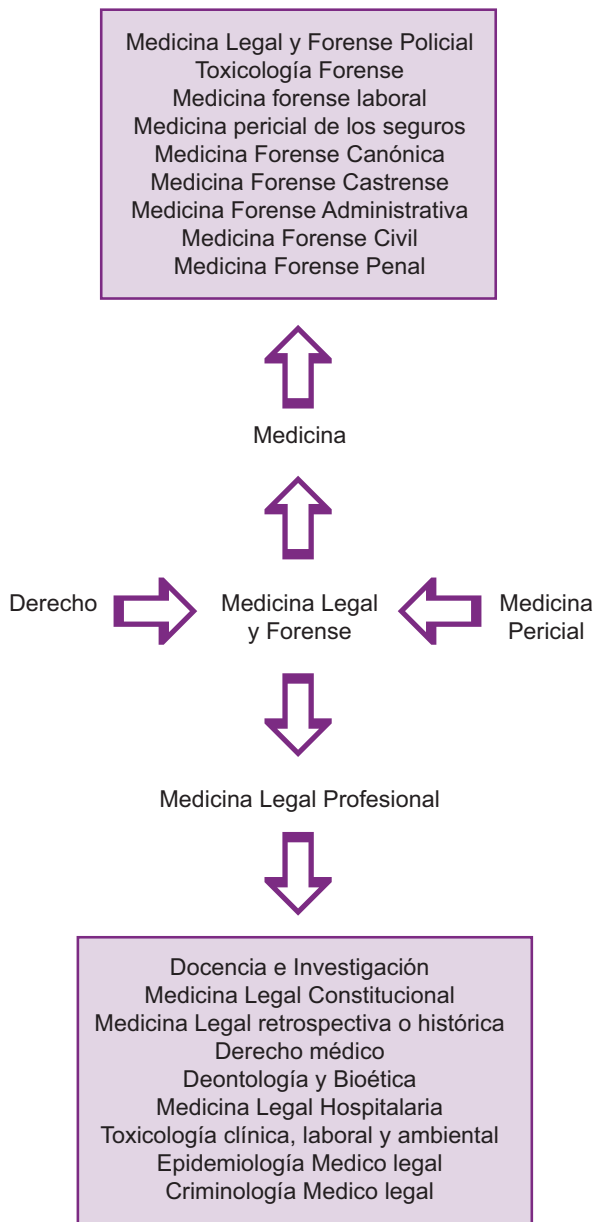 Medicina Legal y Forense Policial
Toxicología Forense
Medicina forense laboral
Medicina pericial de los seguros
Medicina Forense Canónica
Medicina Forense Castrense
Medicina Forense Administrativa
Medicina Forense Civil
Medicina Forense Penal
Medicina
Derecho
Medicina Legal
y Forense
Medicina
Pericial
Medicina Legal Profesional
Docencia e Investigación
Medicina Legal Constitucional
Medicina Legal retrospectiva o histórica
Derecho médico
Deontología y Bioética
Medicina Legal Hospitalaria
Toxicología clínica, laboral y ambiental
Epidemiología Medico legal
Criminología Medico legal